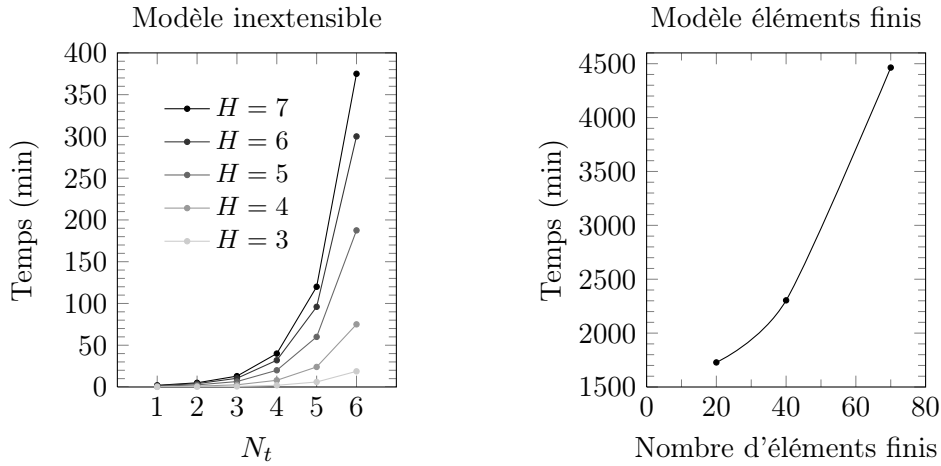 Modèle inextensible
400
350
300
250
200
150
100
50
0
1 2 3 4 5 6
Temps (min)
N_t
H = 7
H = 6
H = 5
H = 4
H = 3
Modèle éléments finis
4500
4000
3500
3000
2500
2000
1500
0 20 40 60 80
Temps (min)
Nombre d'éléments finis